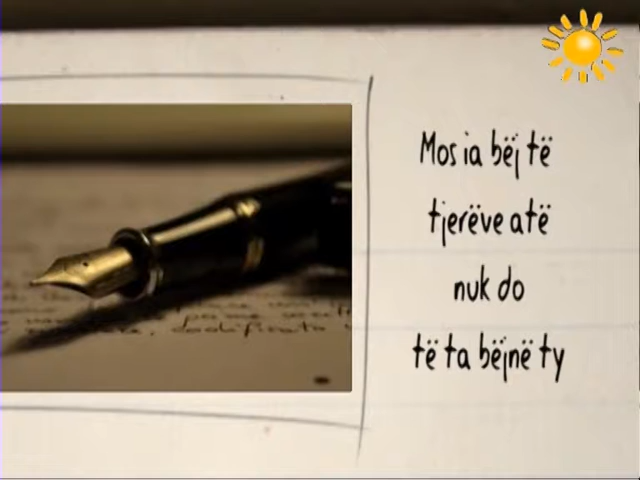 Mos ia bëj të
tjerëve atë
nuk do
të ta bëjnë ty